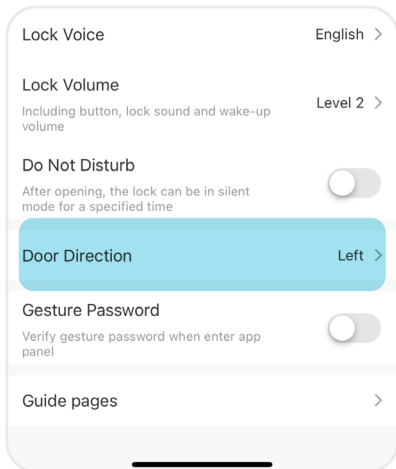 Lock Voice English
Lock Volume
Including button, lock sound and wake-up
volume
Level 2
Do Not Disturb
After opening, the lock can be in silent
mode for a specified time
Door Direction Left
Gesture Password
Verify gesture password when enter app
panel
Guide pages